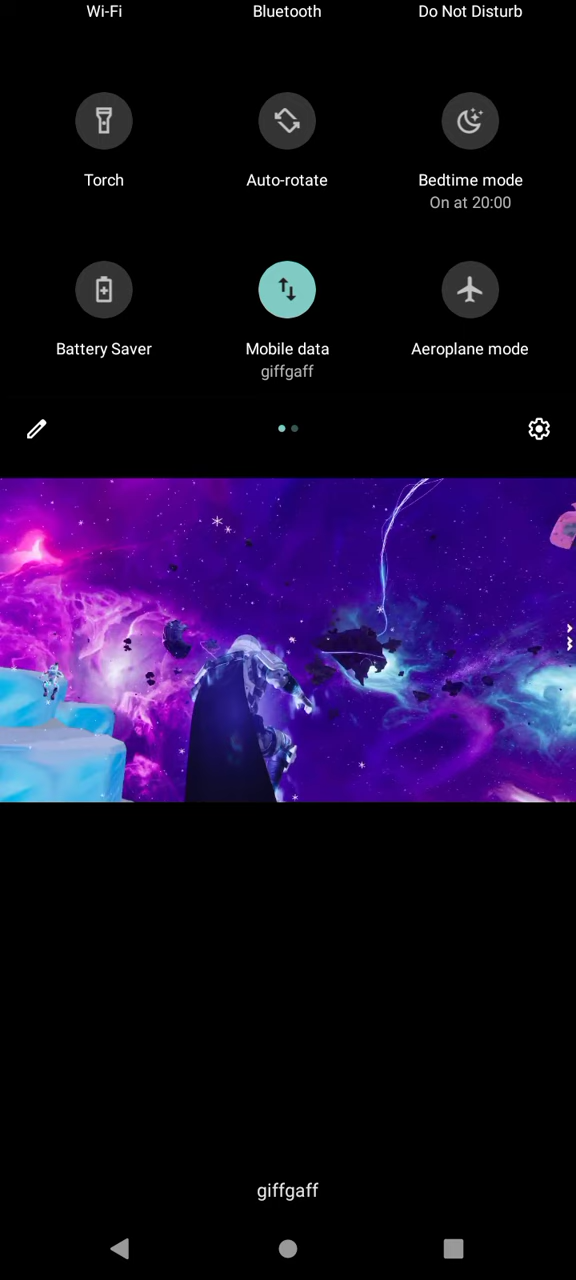 Wi-Fi
Bluetooth
Do Not Disturb
Torch
Auto-rotate
Bedtime mode
On at 20:00
Battery Saver
Mobile data
giffgaff
Aeroplane mode
giffgaff